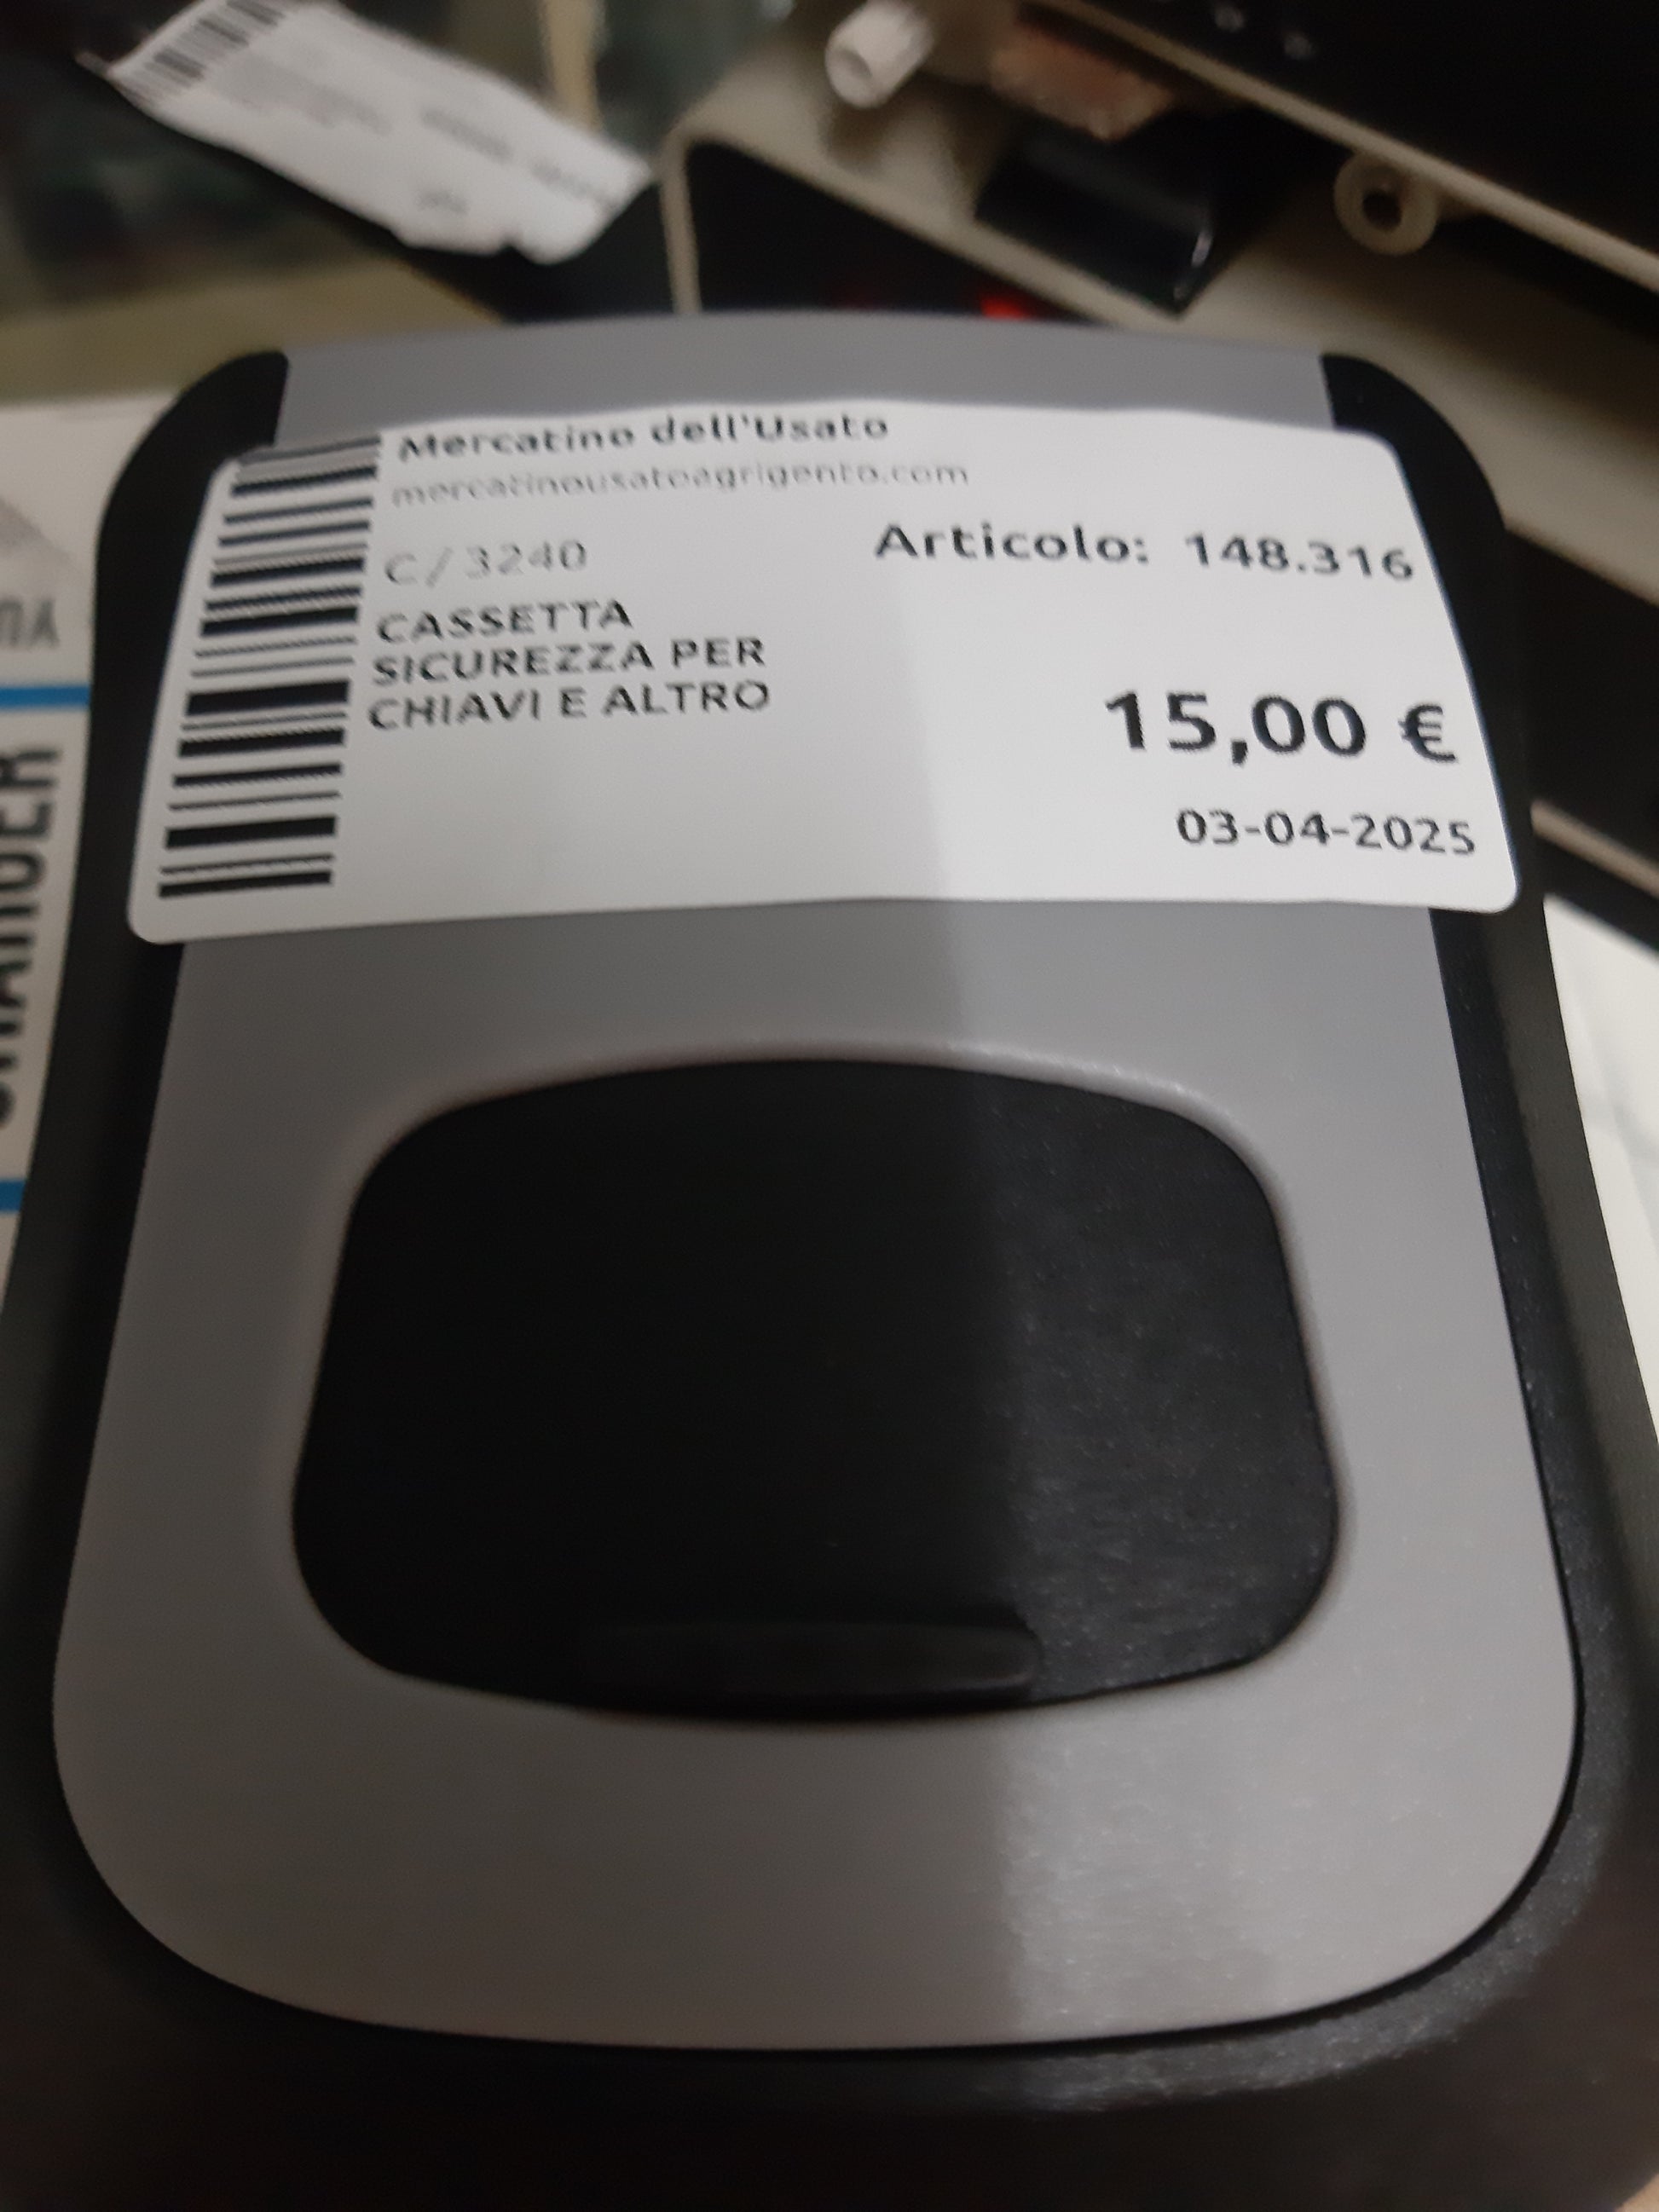 Mercatino dell'Usato
mercatinousatoagrigento.com
C/3240
Articolo: 148.316
CASSETTA
SICUREZZA PER
CHIAVI E ALTRO
15,00 €
03-04-2025